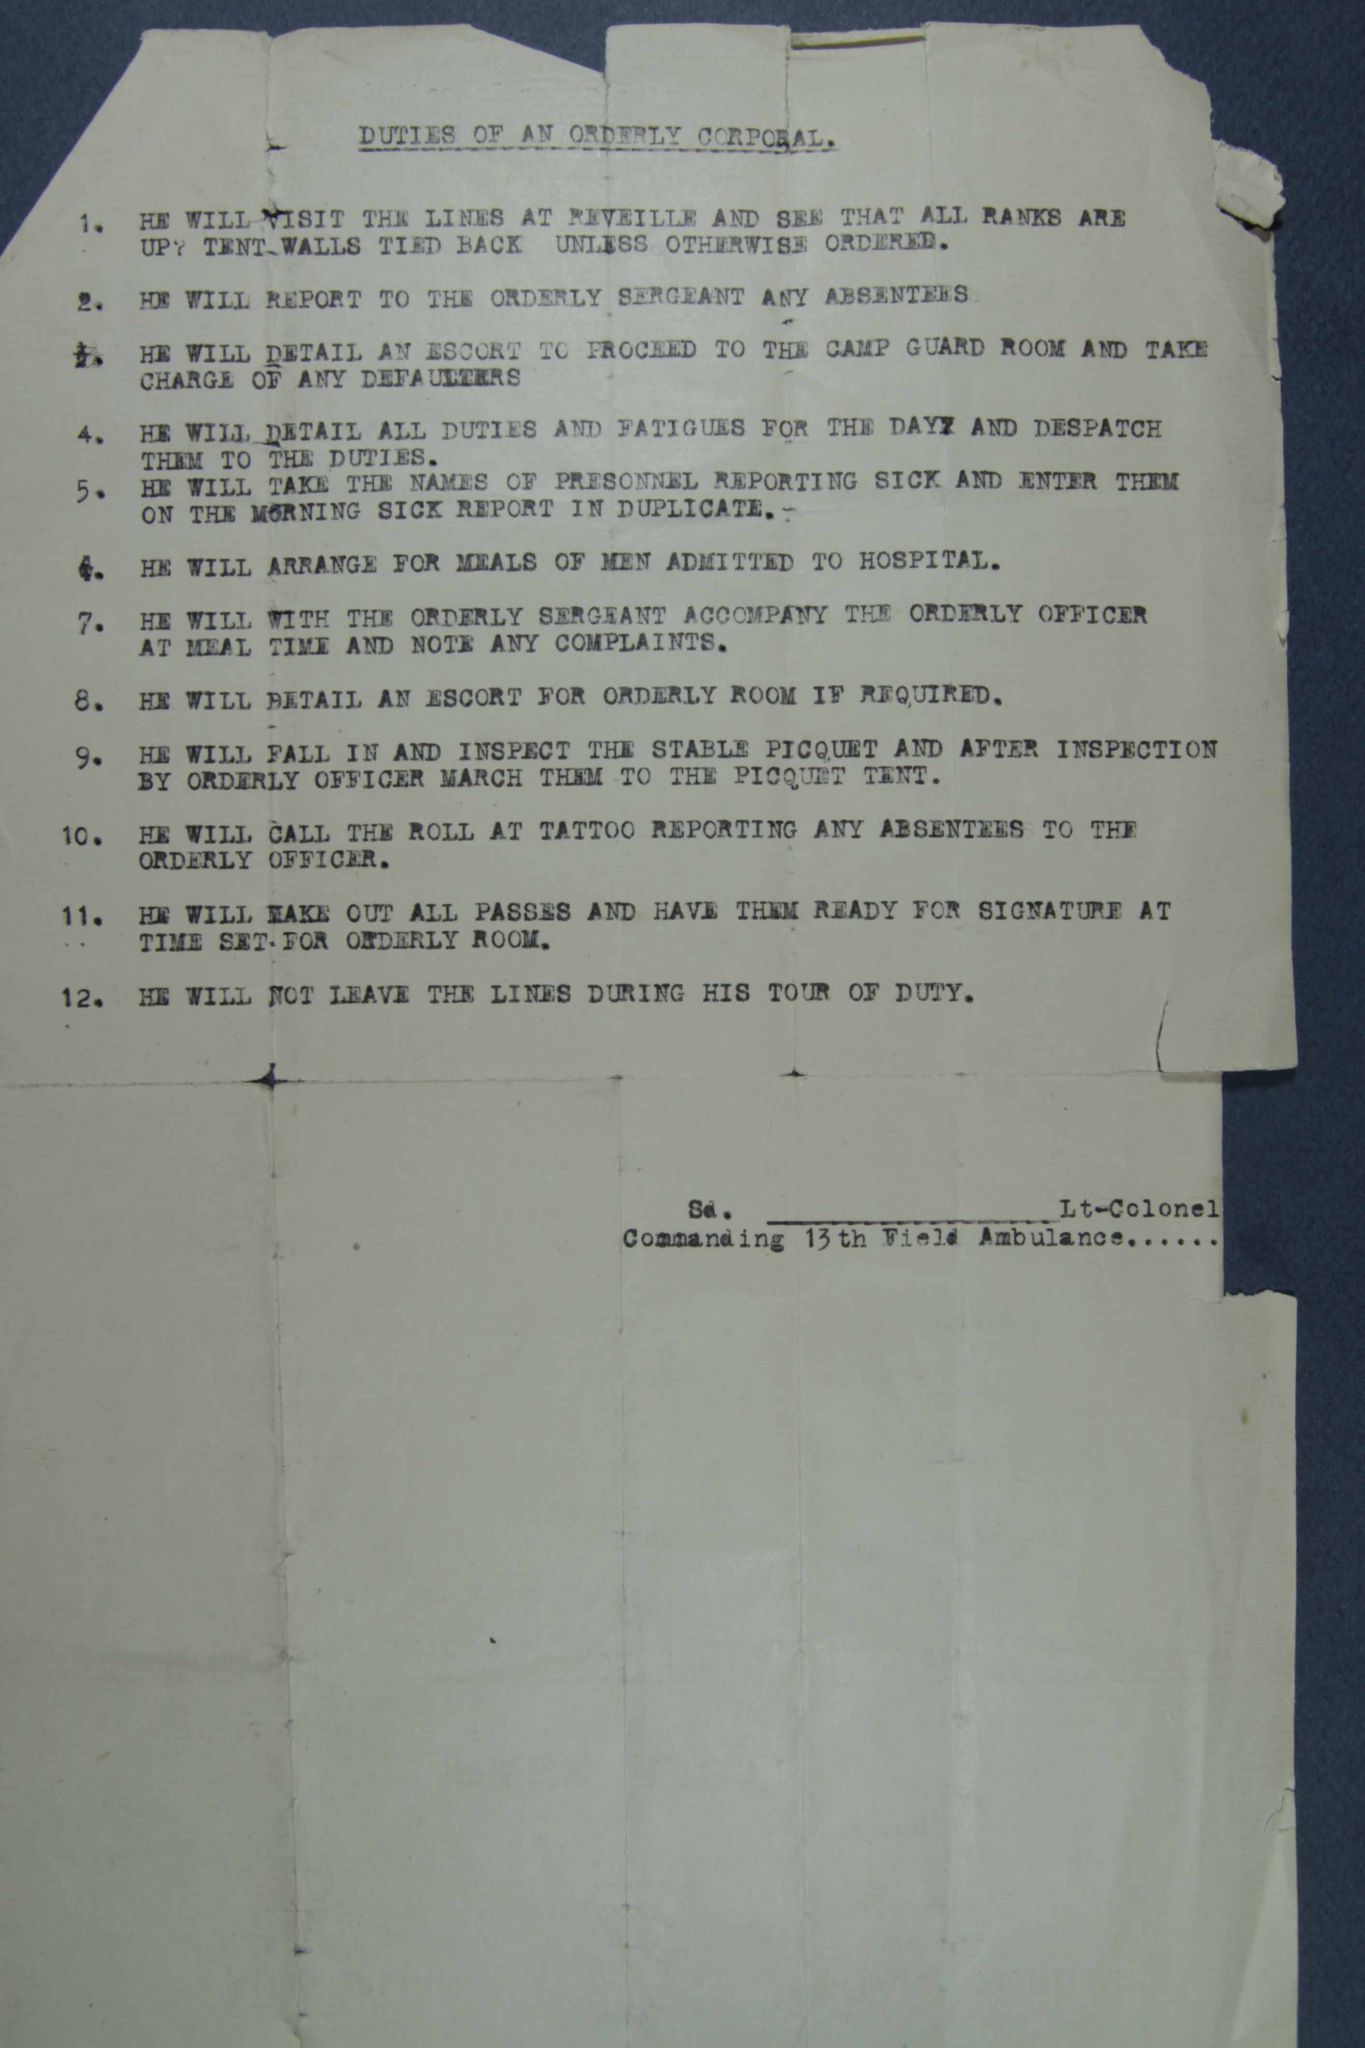 DUTIES OF AN ORDERLY CORPORAL.
1. HE WILL VISIT THE LINES AT REVEILLE AND SEE THAT ALL RANKS ARE
UP? TENT WALLS TIED BACK UNLESS OTHERWISE ORDERED.
2. HE WILL REPORT TO THE ORDERLY SERGEANT ANY ABSENTEES.
3. HE WILL DETAIL AN ESCORT TO PROCEED TO THE CAMP GUARD ROOM AND TAKE
CHARGE OF ANY DEFAULTERS
4. HE WILL DETAIL ALL DUTIES AND FATIGUES FOR THE DAY AND DESPATCH
THEM TO THE DUTIES.
5. HE WILL TAKE THE NAMES OF PRESONNEL REPORTING SICK AND ENTER THEM
ON THE MORNING SICK REPORT IN DUPLICATE.-
6. HE WILL ARRANGE FOR MEALS OF MEN ADMITTED TO HOSPITAL.
7. HE WILL WITH THE ORDERLY SERGEANT ACCOMPANY THE ORDERLY OFFICER
AT MEAL TIME AND NOTE ANY COMPLAINTS.
8. HE WILL DETAIL AN ESCORT FOR ORDERLY ROOM IF REQUIRED.
9. HE WILL FALL IN AND INSPECT THE STABLE PICQUET AND AFTER INSPECTION
BY ORDERLY OFFICER MARCH THEM TO THE PICQUET TENT.
10. HE WILL CALL THE ROLL AT TATTOO REPORTING ANY ABSENTEES TO THE
ORDERLY OFFICER.
11. HE WILL MAKE OUT ALL PASSES AND HAVE THEM READY FOR SIGNATURE AT
TIME SET FOR ORDERLY ROOM.
12. HE WILL NOT LEAVE THE LINES DURING HIS TOUR OF DUTY.
Sd. __________________Lt-Colonel
Commanding 13th Field Ambulance......